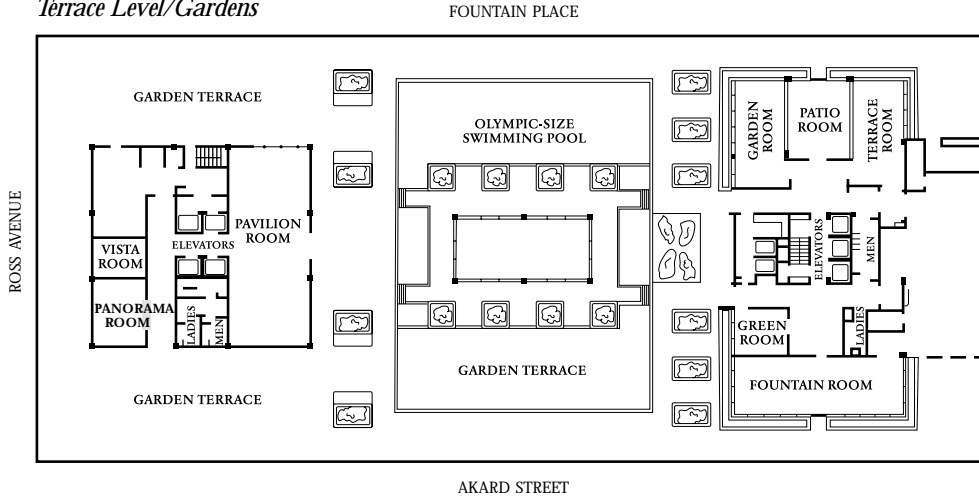 Terrace Level/Gardens
FOUNTAIN PLACE
GARDEN TERRACE
OLYMPIC-SIZE
SWIMMING POOL
GARDEN
ROOM
PATIO
ROOM
TERRACE
ROOM
ROSS AVENUE
PAVILION
ROOM
ELEVATORS
VISTA
ROOM
PANORAMA
ROOM
LADIES
MEN
ELEVATORS
MEN
LADIES
GREEN
ROOM
GARDEN TERRACE
FOUNTAIN ROOM
GARDEN TERRACE
AKARD STREET